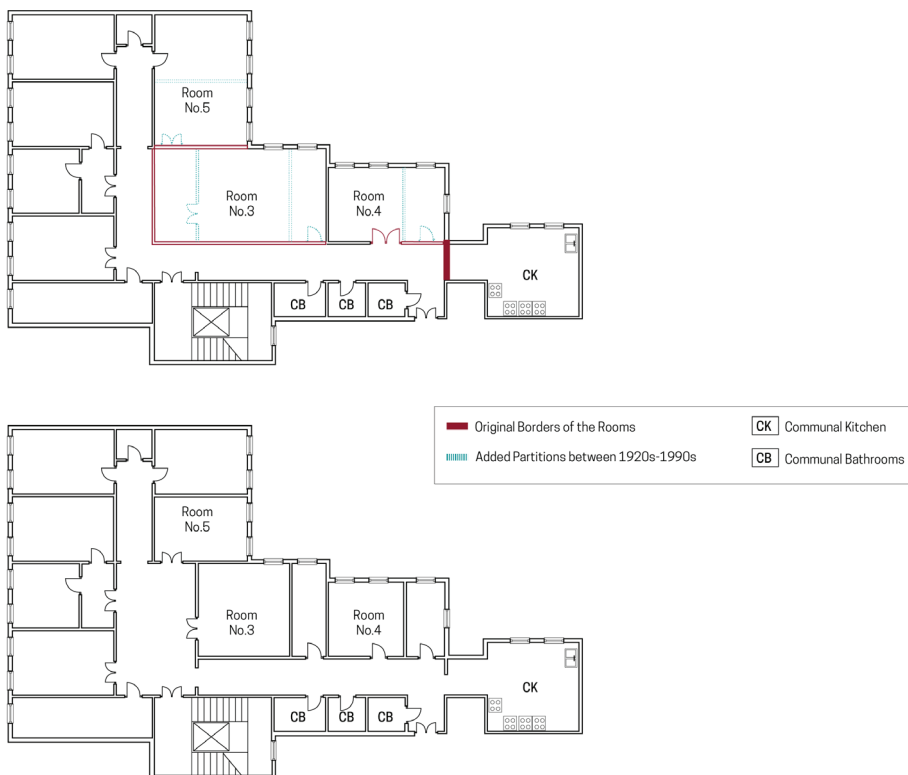 Room
No.5
Room
No.3
Room
No.4
CK
CB
CB
CB
Original Borders of the Rooms
CK Communal Kitchen
Added Partitions between 1920s-1990s
CB Communal Bathrooms
Room
No.5
Room
No.3
Room
No.4
CK
CB
CB
CB